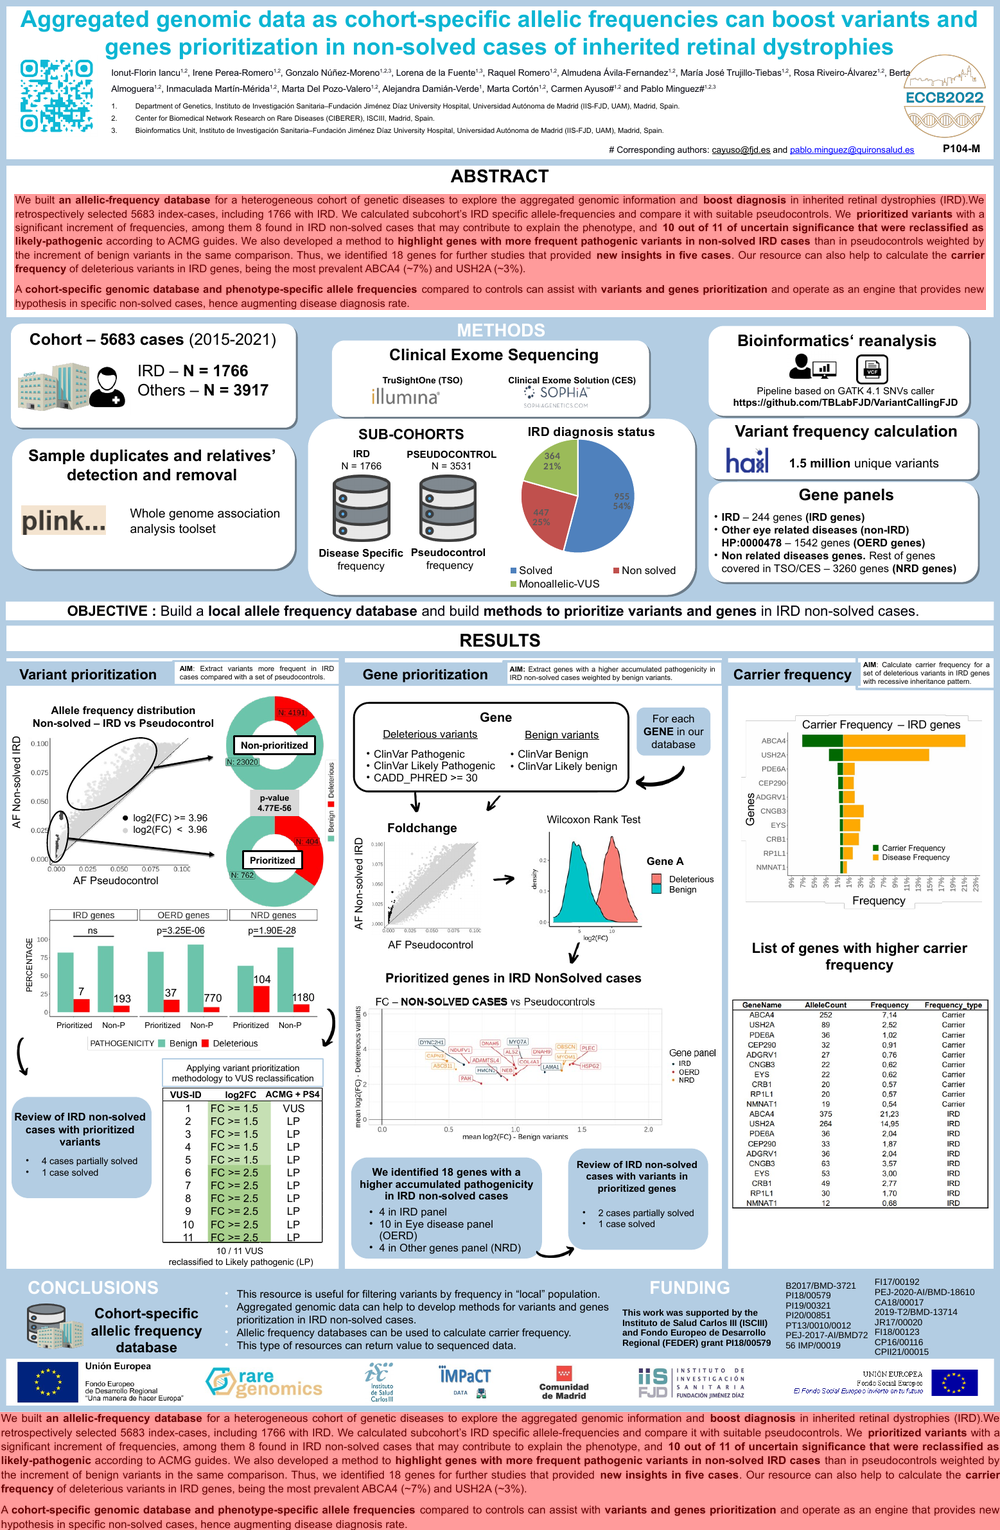 Aggregated genomic data as cohort-specific allelic frequencies can boost variants and
genes prioritization in non-solved cases of inherited retinal dystrophies
Ionut-Florin Iancu1,2, Irene Perea-Romero1,2, Gonzalo Núñez-Moreno1,2,3, Lorena de la Fuente1,3, Raquel Romero1,2, Almudena Ávila-Fernandez1,2, María José Trujillo-Tiebas1,2, Rosa Riveiro-Álvarez1,2, Berta
Almoguera1,2, Inmaculada Martín-Mérida1,2, Marta Del Pozo-Valero1,2, Alejandra Damián-Verde1, Marta Cortón1,2, Carmen Ayuso#1,2 and Pablo Minguez#1,2,3
1. Department of Genetics, Instituto de Investigación Sanitaria–Fundación Jiménez Díaz University Hospital, Universidad Autónoma de Madrid (IIS-FJD, UAM), Madrid, Spain.
2. Center for Biomedical Network Research on Rare Diseases (CIBERER), ISCIII, Madrid, Spain.
3. Bioinformatics Unit, Instituto de Investigación Sanitaria–Fundación Jiménez Díaz University Hospital, Universidad Autónoma de Madrid (IIS-FJD, UAM), Madrid, Spain.
# Corresponding authors: cayuso@fjd.es and pablo.minguez@quironsalud.es
ECCB2022
P104-M
ABSTRACT
We built an allelic-frequency database for a heterogeneous cohort of genetic diseases to explore the aggregated genomic information and boost diagnosis in inherited retinal dystrophies (IRD).We
retrospectively selected 5683 index-cases, including 1766 with IRD. We calculated subcohort's IRD specific allele-frequencies and compare it with suitable pseudocontrols. We prioritized variants with a
significant increment of frequencies, among them 8 found in IRD non-solved cases that may contribute to explain the phenotype, and 10 out of 11 of uncertain significance that were reclassified as
likely-pathogenic according to ACMG guides. We also developed a method to highlight genes with more frequent pathogenic variants in non-solved IRD cases than in pseudocontrols weighted by
the increment of benign variants in the same comparison. Thus, we identified 18 genes for further studies that provided new insights in five cases. Our resource can also help to calculate the carrier
frequency of deleterious variants in IRD genes, being the most prevalent ABCA4 (~7%) and USH2A (~3%).
A cohort-specific genomic database and phenotype-specific allele frequencies compared to controls can assist with variants and genes prioritization and operate as an engine that provides new
hypothesis in specific non-solved cases, hence augmenting disease diagnosis rate.
METHODS
Cohort – 5683 cases (2015-2021)
IRD – N = 1766
Others – N = 3917
Sample duplicates and relatives'
detection and removal
plink...
Whole genome association
analysis toolset
Clinical Exome Sequencing
TruSightOne (TSO)
illumina
Clinical Exome Solution (CES)
SOPHiA
SOPHIAGENETICS.COM
SUB-COHORTS
IRD
N = 1766
PSEUDOCONTROL
N = 3531
Disease Specific
frequency
Pseudocontrol
frequency
IRD diagnosis status
364
21%
955
54%
447
25%
Solved
Non solved
Monoallelic-VUS
Bioinformatics' reanalysis
VCF
Pipeline based on GATK 4.1 SNVs caller
https://github.com/TBLabFJD/VariantCallingFJD
Variant frequency calculation
hail
1.5 million unique variants
Gene panels
• IRD – 244 genes (IRD genes)
• Other eye related diseases (non-IRD)
HP:0000478 – 1542 genes (OERD genes)
• Non related diseases genes. Rest of genes
covered in TSO/CES – 3260 genes (NRD genes)
OBJECTIVE : Build a local allele frequency database and build methods to prioritize variants and genes in IRD non-solved cases.
RESULTS
Variant prioritization
AIM: Extract variants more frequent in IRD
cases compared with a set of pseudocontrols.
Allele frequency distribution
Non-solved – IRD vs Pseudocontrol
AF Non-solved IRD
0.100
0.075
0.050
0.025
0.000
0.000 0.025 0.050 0.075 0.100
AF Pseudocontrol
log2(FC) >= 3.96
log2(FC) < 3.96
N: 4191
Non-prioritized
N: 23020
p-value
4.77E-56
N: 404
Prioritized
N: 762
Benign
Deleterious
IRD genes
OERD genes
NRD genes
ns
p=3.25E-06
p=1.90E-28
PERCENTAGE
100
75
50
25
0
7
193
37
770
104
1180
Prioritized Non-P Prioritized Non-P Prioritized Non-P
PATHOGENICITY Benign Deleterious
Review of IRD non-solved
cases with prioritized
variants
• 4 cases partially solved
• 1 case solved
Applying variant prioritization
methodology to VUS reclassification
VUS-ID log2FC ACMG + PS4
1 FC >= 1.5 VUS
2 FC >= 1.5 LP
3 FC >= 1.5 LP
4 FC >= 1.5 LP
5 FC >= 1.5 LP
6 FC >= 2.5 LP
7 FC >= 2.5 LP
8 FC >= 2.5 LP
9 FC >= 2.5 LP
10 FC >= 2.5 LP
11 FC >= 2.5 LP
10 / 11 VUS
reclassified to Likely pathogenic (LP)
Gene prioritization
AIM: Extract genes with a higher accumulated pathogenicity in
IRD non-solved cases weighted by benign variants.
Gene
Deleterious variants
• ClinVar Pathogenic
• ClinVar Likely Pathogenic
• CADD_PHRED >= 30
Benign variants
• ClinVar Benign
• ClinVar Likely benign
For each
GENE in our
database
Foldchange
AF Non-solved IRD
0.100
0.075
0.050
0.025
0.000
0.000 0.025 0.050 0.075 0.100
AF Pseudocontrol
Wilcoxon Rank Test
density
0.2
0.1
0.0
5 10
log2(FC)
Gene A
Deleterious
Benign
Prioritized genes in IRD NonSolved cases
FC – NON-SOLVED CASES vs Pseudocontrols
mean log2(FC) - Deletereous variants
6
4
2
0
0.0 0.5 1.0 1.5 2.0
mean log2(FC) - Benign variants
DYNC2H1
NDUFV1
DNAH5
MYO7A
ALS2
DNAH9
PLEC
ADAMTSL4
LAMA1
HSPG2
PAH
Gene panel
IRD
OERD
NRD
We identified 18 genes with a
higher accumulated pathogenicity
in IRD non-solved cases
• 4 in IRD panel
• 10 in Eye disease panel
(OERD)
• 4 in Other genes panel (NRD)
Review of IRD non-solved
cases with variants in
prioritized genes
• 2 cases partially solved
• 1 case solved
Carrier frequency
AIM: Calculate carrier frequency for a
set of deleterious variants in IRD genes
with recessive inheritance pattern.
Carrier Frequency – IRD genes
Genes
ABCA4
USH2A
PDE6A
CEP290
ADGRV1
CNGB3
EYS
CRB1
RP1L1
NMNAT1
Carrier Frequency
Disease Frequency
9% 7% 5% 3% 1% 1% 3% 5% 7% 9% 11% 13% 15% 17% 19% 21% 23%
Frequency
List of genes with higher carrier
frequency
GeneName AlleleCount Frequency Frequency_type
ABCA4 252 7,14 Carrier
USH2A 89 2,52 Carrier
PDE6A 36 1,02 Carrier
CEP290 32 0,91 Carrier
ADGRV1 27 0,76 Carrier
CNGB3 22 0,62 Carrier
EYS 22 0,62 Carrier
CRB1 20 0,57 Carrier
RP1L1 20 0,57 Carrier
NMNAT1 19 0,54 Carrier
ABCA4 375 21,23 IRD
USH2A 264 14,95 IRD
PDE6A 36 2,04 IRD
CEP290 33 1,87 IRD
ADGRV1 36 2,04 IRD
CNGB3 63 3,57 IRD
EYS 53 3,00 IRD
CRB1 49 2,77 IRD
RP1L1 30 1,70 IRD
NMNAT1 12 0,68 IRD
CONCLUSIONS
Cohort-specific
allelic frequency
database
• This resource is useful for filtering variants by frequency in “local” population.
• Aggregated genomic data can help to develop methods for variants and genes
prioritization in IRD non-solved cases.
• Allelic frequency databases can be used to calculate carrier frequency.
• This type of resources can return value to sequenced data.
FUNDING
This work was supported by the
Instituto de Salud Carlos III (ISCIII)
and Fondo Europeo de Desarrollo
Regional (FEDER) grant PI18/00579
B2017/BMD-3721
PI18/00579
PI19/00321
PI20/00851
PT13/0010/0012
PEJ-2017-AI/BMD72
56 IMP/00019
FI17/00192
PEJ-2020-AI/BMD-18610
CA18/00017
2019-T2/BMD-13714
JR17/00020
FI18/00123
CP16/00116
CPII21/00015
Unión Europea
Fondo Europeo
de Desarrollo Regional
"Una manera de hacer Europa"
rare
genomics
Instituto
de Salud
Carlos III
IMPaCT
DATA
Comunidad
de Madrid
IIS
FJD
INSTITUTO DE
INVESTIGACIÓN
SANITARIA
FUNDACIÓN JIMÉNEZ DÍAZ
UNIÓN EUROPEA
Fondo Social Europeo
El Fondo Social Europeo invierte en tu futuro
We built an allelic-frequency database for a heterogeneous cohort of genetic diseases to explore the aggregated genomic information and boost diagnosis in inherited retinal dystrophies (IRD).We
retrospectively selected 5683 index-cases, including 1766 with IRD. We calculated subcohort's IRD specific allele-frequencies and compare it with suitable pseudocontrols. We prioritized variants with a
significant increment of frequencies, among them 8 found in IRD non-solved cases that may contribute to explain the phenotype, and 10 out of 11 of uncertain significance that were reclassified as
likely-pathogenic according to ACMG guides. We also developed a method to highlight genes with more frequent pathogenic variants in non-solved IRD cases than in pseudocontrols weighted by
the increment of benign variants in the same comparison. Thus, we identified 18 genes for further studies that provided new insights in five cases. Our resource can also help to calculate the carrier
frequency of deleterious variants in IRD genes, being the most prevalent ABCA4 (~7%) and USH2A (~3%).
A cohort-specific genomic database and phenotype-specific allele frequencies compared to controls can assist with variants and genes prioritization and operate as an engine that provides new
hypothesis in specific non-solved cases, hence augmenting disease diagnosis rate.